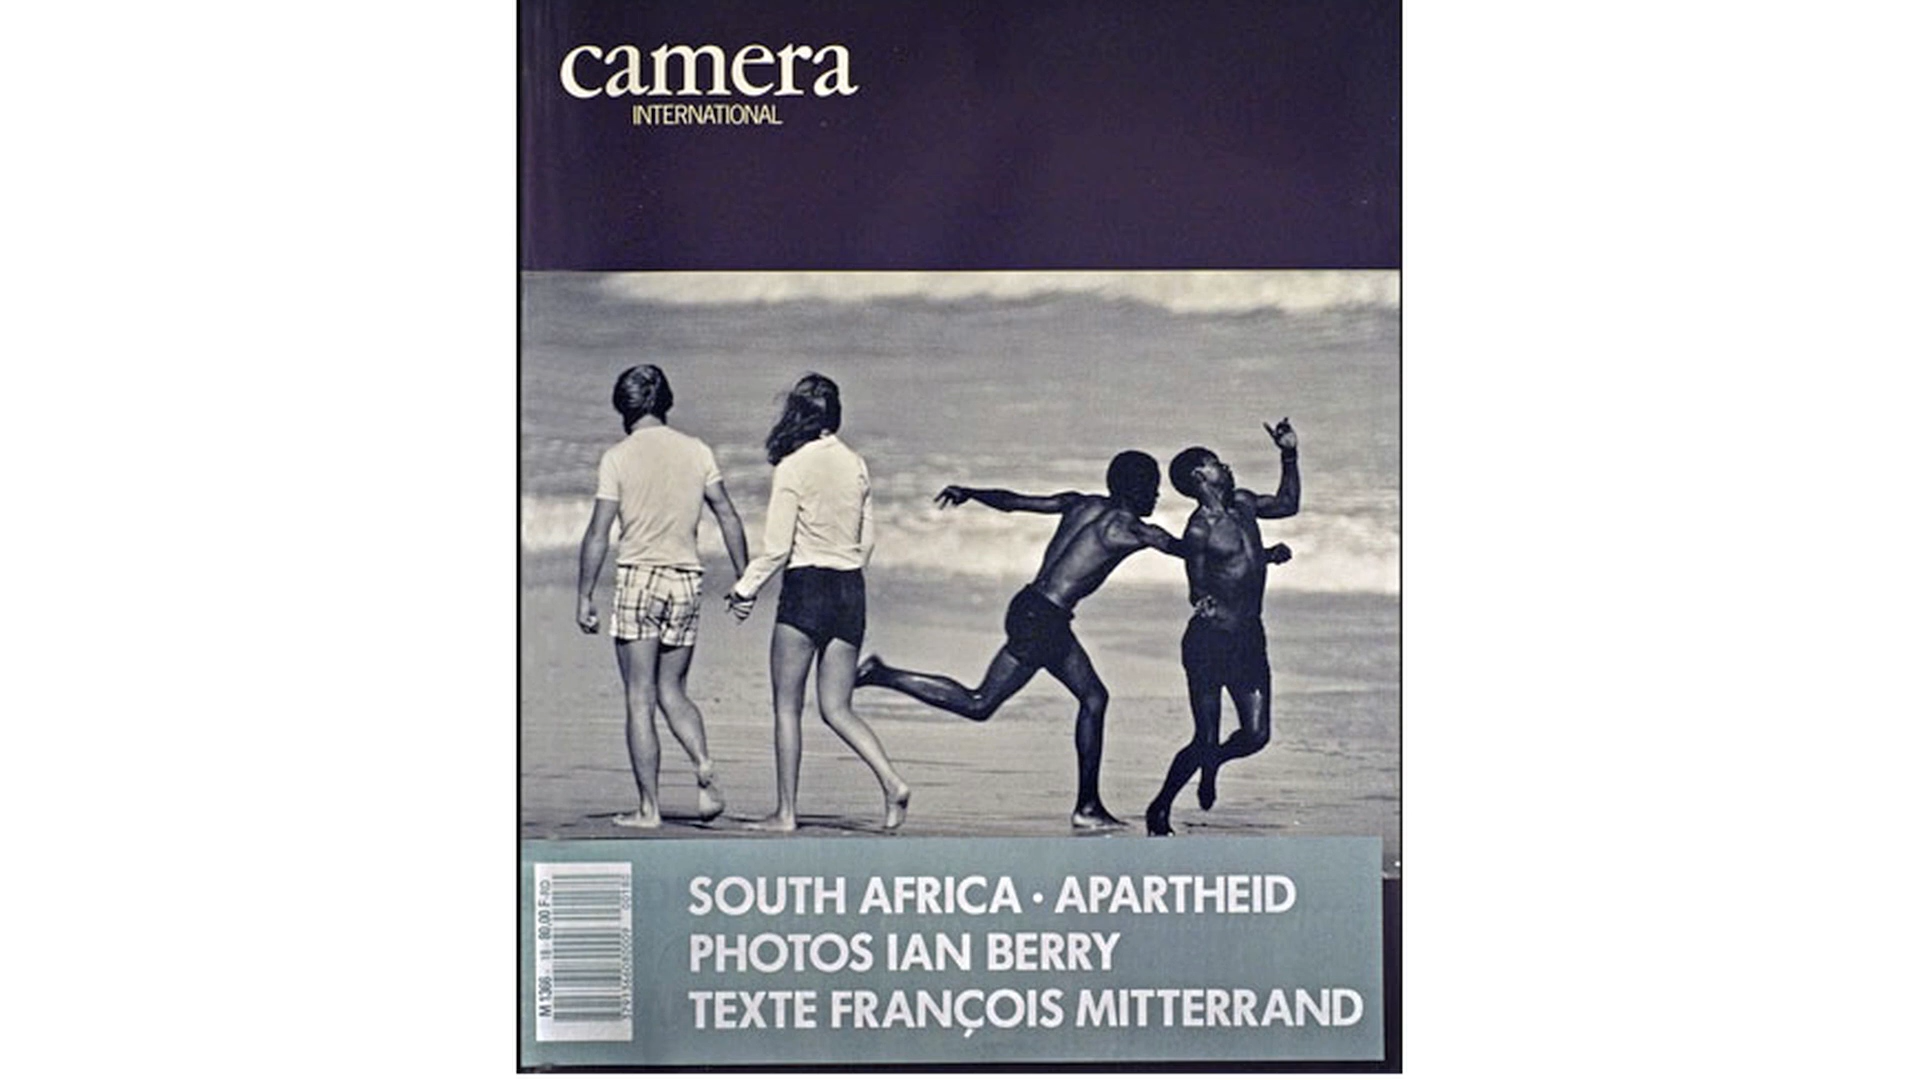 camera
INTERNATIONAL
SOUTH AFRICA · APARTHEID
PHOTOS IAN BERRY
TEXTE FRANÇOIS MITTERRAND